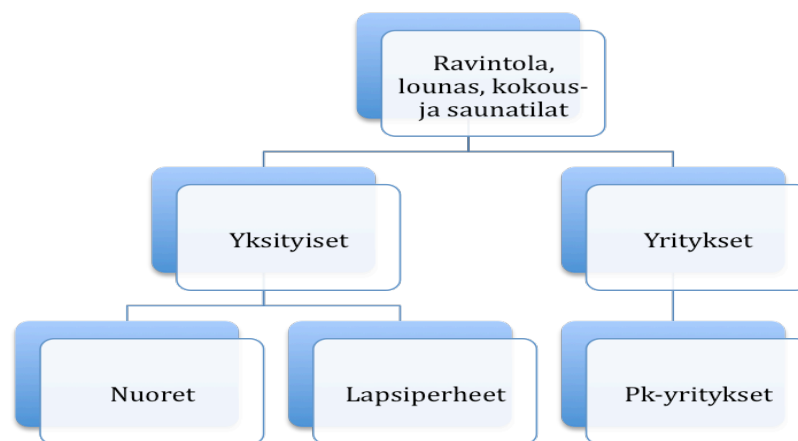 Ravintola,
lounas, kokous-
ja saunatilat
Yksityiset
Yritykset
Nuoret
Lapsiperheet
Pk-yritykset